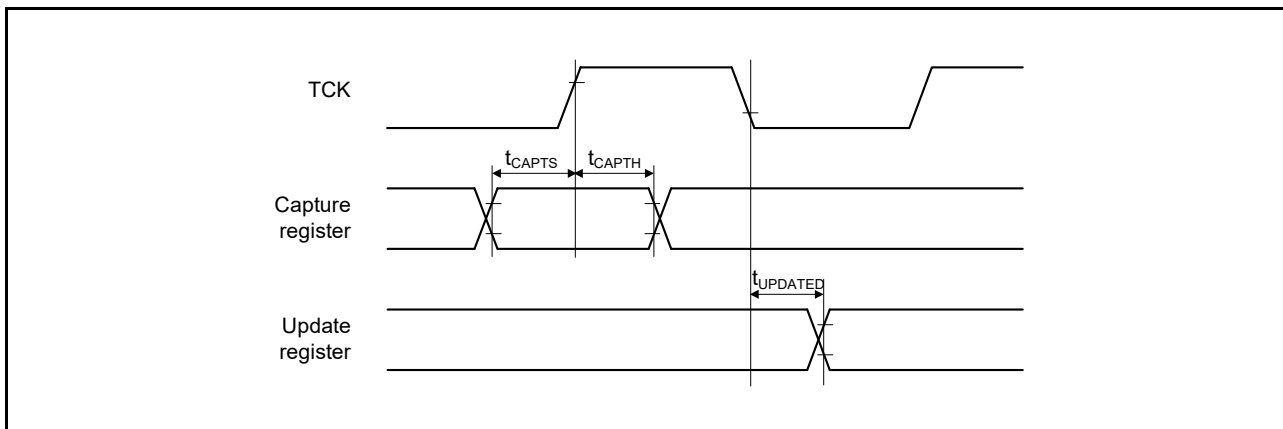 TCK
tCAPTS
tCAPTH
Capture
register
tUPDATED
Update
register